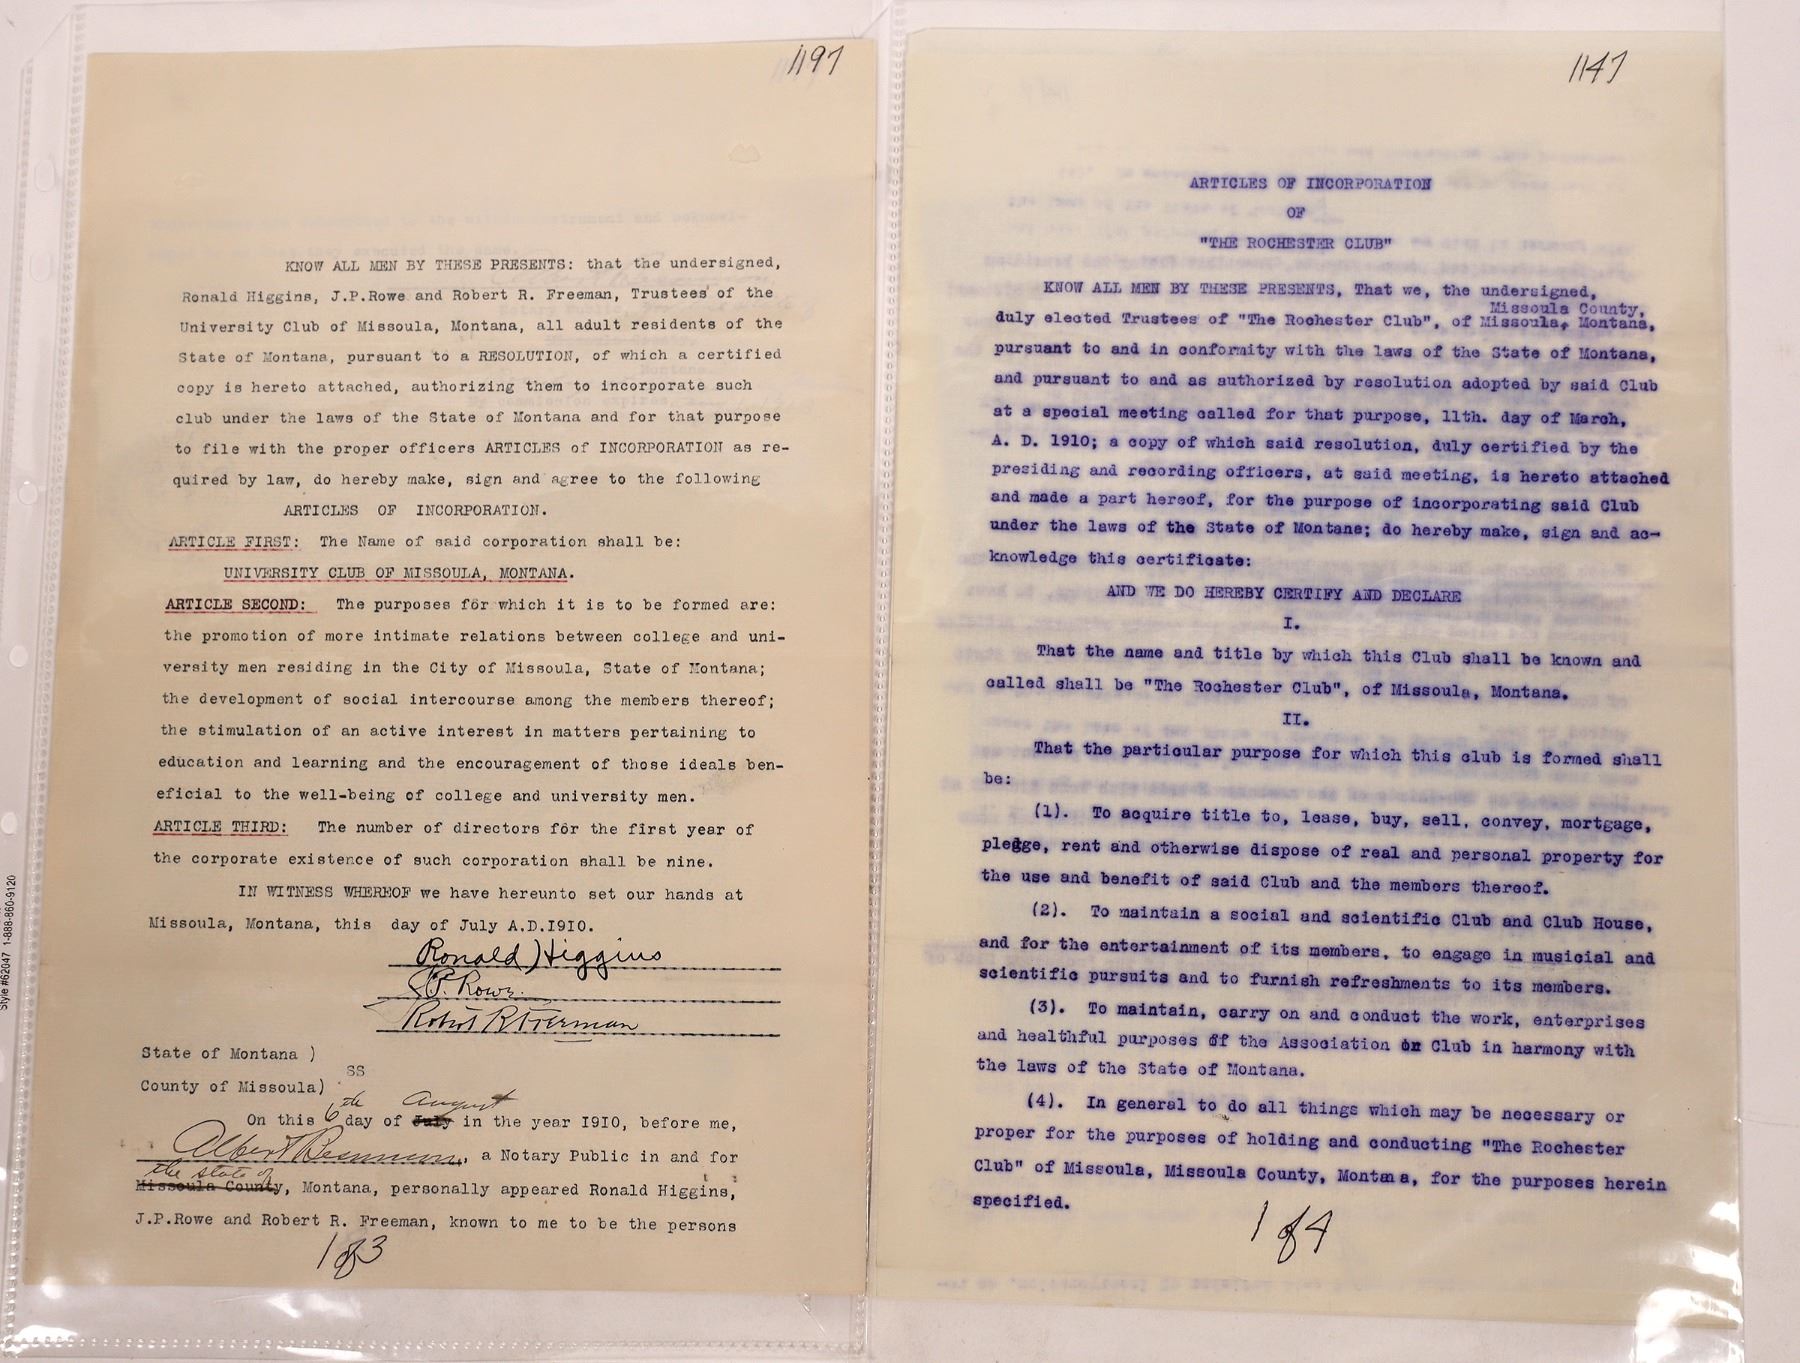 1197
KNOW ALL MEN BY THESE PRESENTS: that the undersigned,
Ronald Higgins, J.P.Rowe and Robert R. Freeman, Trustees of the
University Club of Missoula, Montana, all adult residents of the
State of Montana, pursuant to a RESOLUTION, of which a certified
copy is hereto attached, authorizing them to incorporate such
club under the laws of the State of Montana and for that purpose
to file with the proper officers ARTICLES of INCORPORATION as re-
quired by law, do hereby make, sign and agree to the following
ARTICLES OF INCORPORATION.
ARTICLE FIRST: The Name of said corporation shall be:
UNIVERSITY CLUB OF MISSOULA, MONTANA.
ARTICLE SECOND: The purposes for which it is to be formed are:
the promotion of more intimate relations between college and uni-
versity men residing in the City of Missoula, State of Montana;
the development of social intercourse among the members thereof;
the stimulation of an active interest in matters pertaining to
education and learning and the encouragement of those ideals ben-
eficial to the well-being of college and university men.
ARTICLE THIRD: The number of directors for the first year of
the corporate existence of such corporation shall be nine.
IN WITNESS WHEREOF we have hereunto set our hands at
Missoula, Montana, this day of July A.D.1910.
Ronald Higgins
J.P. Rowe
Robert R. Freeman
State of Montana )
SS
County of Missoula)
On this 6th day of July August in the year 1910, before me,
Albert Besancon, a Notary Public in and for
the State of
Missoula County, Montana, personally appeared Ronald Higgins,
J.P.Rowe and Robert R. Freeman, known to me to be the persons
1 of 3
Style #62047 1-888-860-9120
1147
ARTICLES OF INCORPORATION
OF
"THE ROCHESTER CLUB"
KNOW ALL MEN BY THESE PRESENTS, That we, the undersigned,
Missoula County,
duly elected Trustees of "The Rochester Club", of Missoula, Montana,
pursuant to and in conformity with the laws of the State of Montana,
and pursuant to and as authorized by resolution adopted by said Club
at a special meeting called for that purpose, 11th. day of March,
A. D. 1910; a copy of which said resolution, duly certified by the
presiding and recording officers, at said meeting, is hereto attached
and made a part hereof, for the purpose of incorporating said Club
under the laws of the State of Montana; do hereby make, sign and ac-
knowledge this certificate:
AND WE DO HEREBY CERTIFY AND DECLARE
I.
That the name and title by which this Club shall be known and
called shall be "The Rochester Club", of Missoula, Montana.
II.
That the particular purpose for which this club is formed shall
be:
(1). To acquire title to, lease, buy, sell, convey, mortgage,
pledge, rent and otherwise dispose of real and personal property for
the use and benefit of said Club and the members thereof.
(2). To maintain a social and scientific Club and Club House,
and for the entertainment of its members, to engage in musicial and
scientific pursuits and to furnish refreshments to its members.
(3). To maintain, carry on and conduct the work, enterprises
and healthful purposes of the Association or Club in harmony with
the laws of the State of Montana.
(4). In general to do all things which may be necessary or
proper for the purposes of holding and conducting "The Rochester
Club" of Missoula, Missoula County, Montana, for the purposes herein
specified.
1 of 4